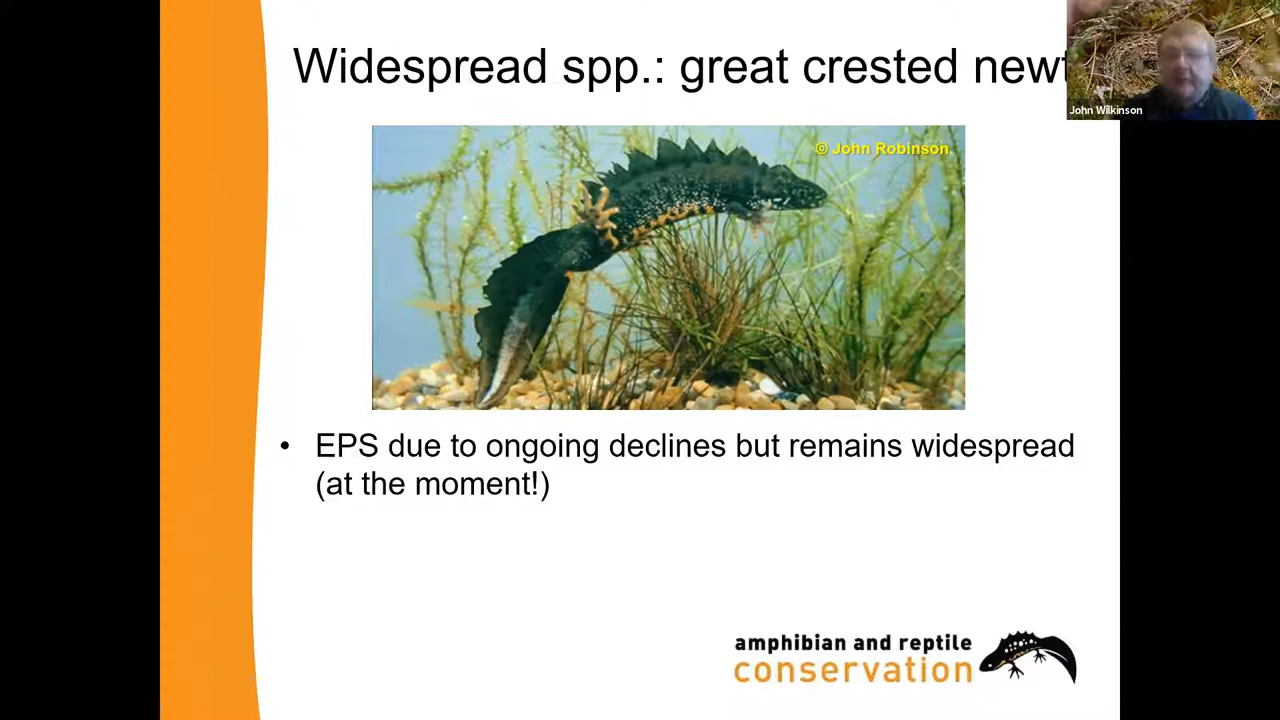 Widespread spp.: great crested newt
John Wilkinson
© John Robinson
• EPS due to ongoing declines but remains widespread
(at the moment!)
amphibian and reptile
conservation